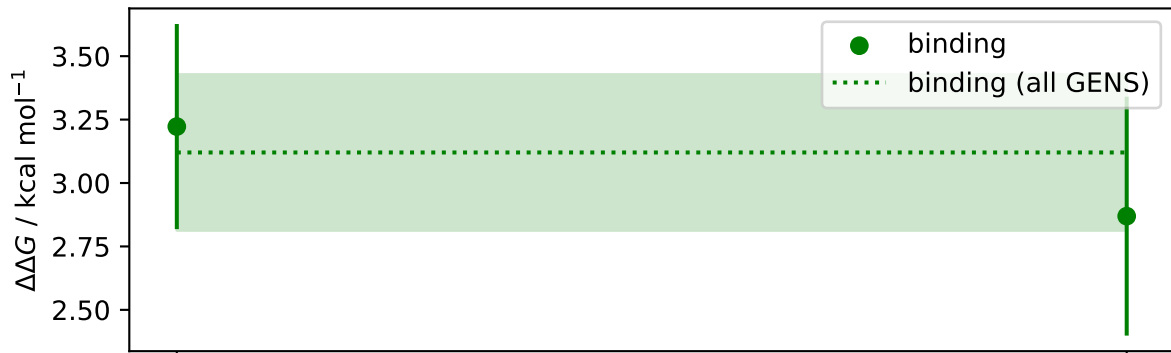 3.50
3.25
3.00
2.75
2.50
ΔΔG / kcal mol⁻¹
binding
binding (all GENS)